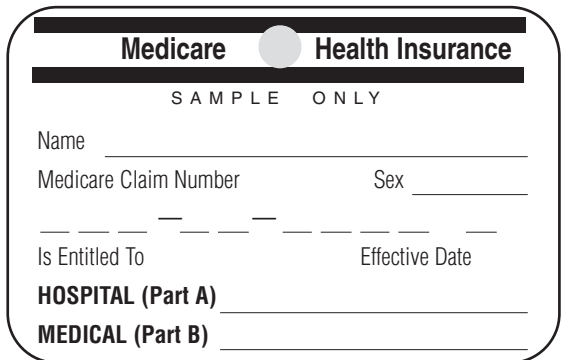 Medicare Health Insurance
SAMPLE ONLY
Name
Medicare Claim Number Sex
— —
Is Entitled To Effective Date
HOSPITAL (Part A)
MEDICAL (Part B)